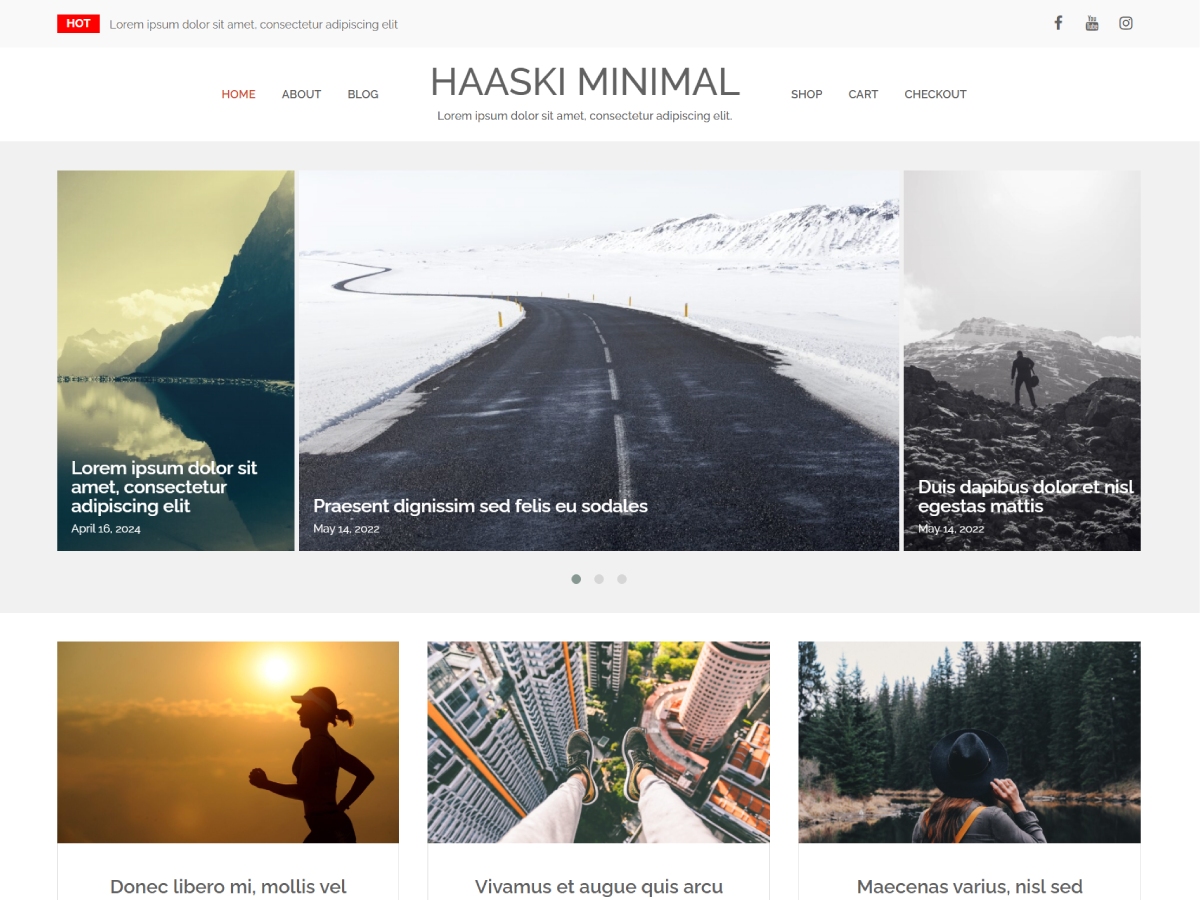 HOT Lorem ipsum dolor sit amet, consectetur adipiscing elit
HOME ABOUT BLOG
HAASKI MINIMAL
Lorem ipsum dolor sit amet, consectetur adipiscing elit.
SHOP CART CHECKOUT
Lorem ipsum dolor sit
amet, consectetur
adipiscing elit
April 16, 2024
Praesent dignissim sed felis eu sodales
May 14, 2022
Duis dapibus dolor et nisl
egestas mattis
May 14, 2022
Donec libero mi, mollis vel
Vivamus et augue quis arcu
Maecenas varius, nisl sed